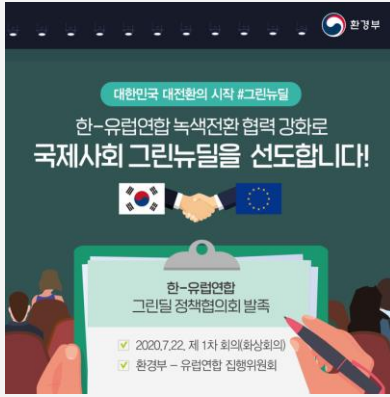 환경부
대한민국 대전환의 시작 #그린뉴딜
한-유럽연합 녹색전환 협력 강화로
국제사회 그린뉴딜을 선도합니다!
한-유럽연합
그린딜 정책협의회 발족
2020.7.22. 제 1차 회의(화상회의)
환경부 - 유럽연합 집행위원회